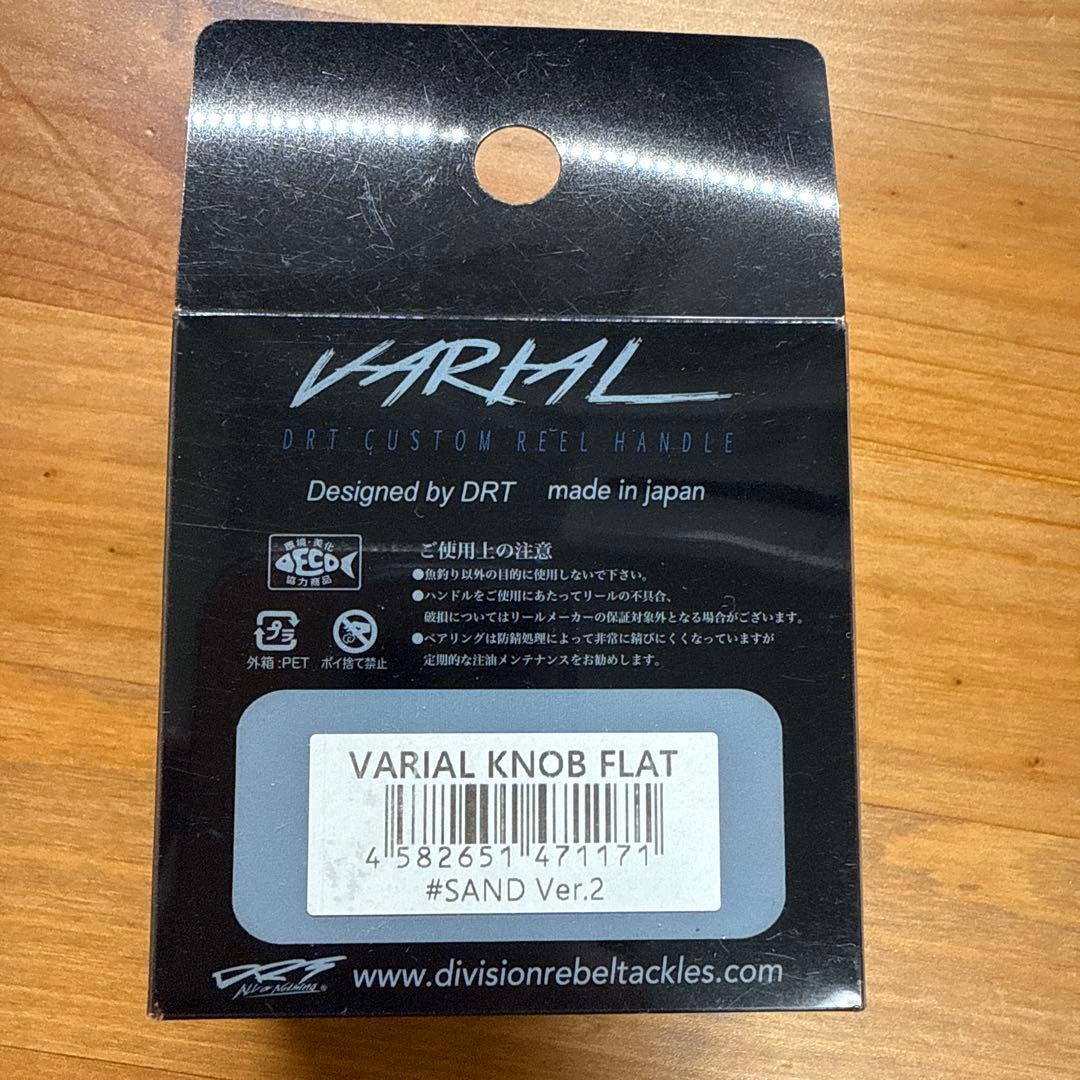 VARIAL
DRT CUSTOM REEL HANDLE
Designed by DRT made in japan
環境・美化
ECO
協力商品
プラ
外箱:PET ポイ捨て禁止
ご使用上の注意
●魚釣り以外の目的に使用しないで下さい。
●ハンドルをご使用にあたってリールの不具合、
破損についてはリールメーカーの保証対象外となる場合がございます。
●ベアリングは防錆処理によって非常に錆びにくくなっていますが
定期的な注油メンテナンスをお勧めします。
VARIAL KNOB FLAT
4 582651 471171
#SAND Ver.2
DRT
All or Nothing ®
www.divisionrebeltackles.com